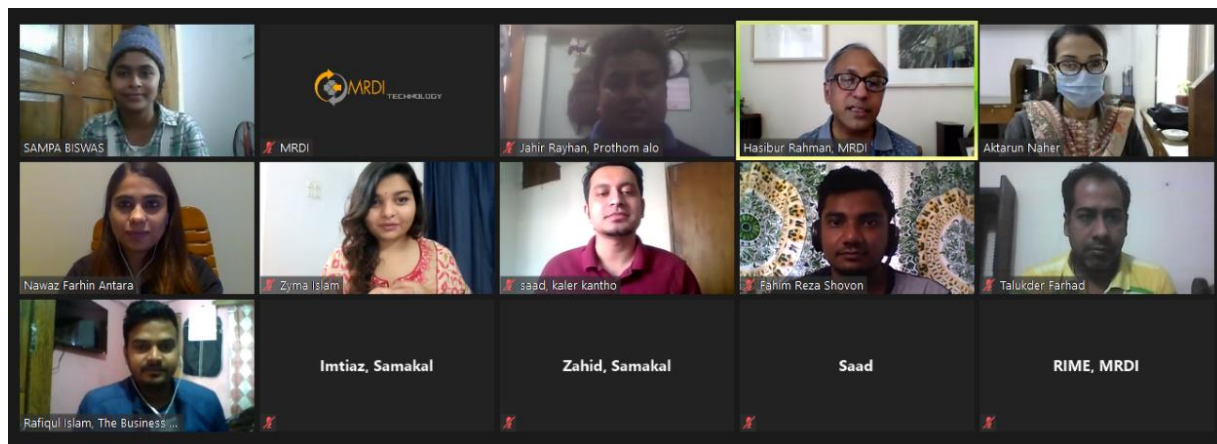 SAMPA BISWAS
MRDI TECHNOLOGY
MRDI
Jahir Rayhan, Prothom alo
Hasibur Rahman, MRDI
Aktarun Naher
Nawaz Farhin Antara
Zyma Islam
saad, kaler kantho
Fahim Reza Shovon
Talukder Farhad
Rafiqul Islam, The Business ...
Imtiaz, Samakal
Zahid, Samakal
Saad
RIME, MRDI